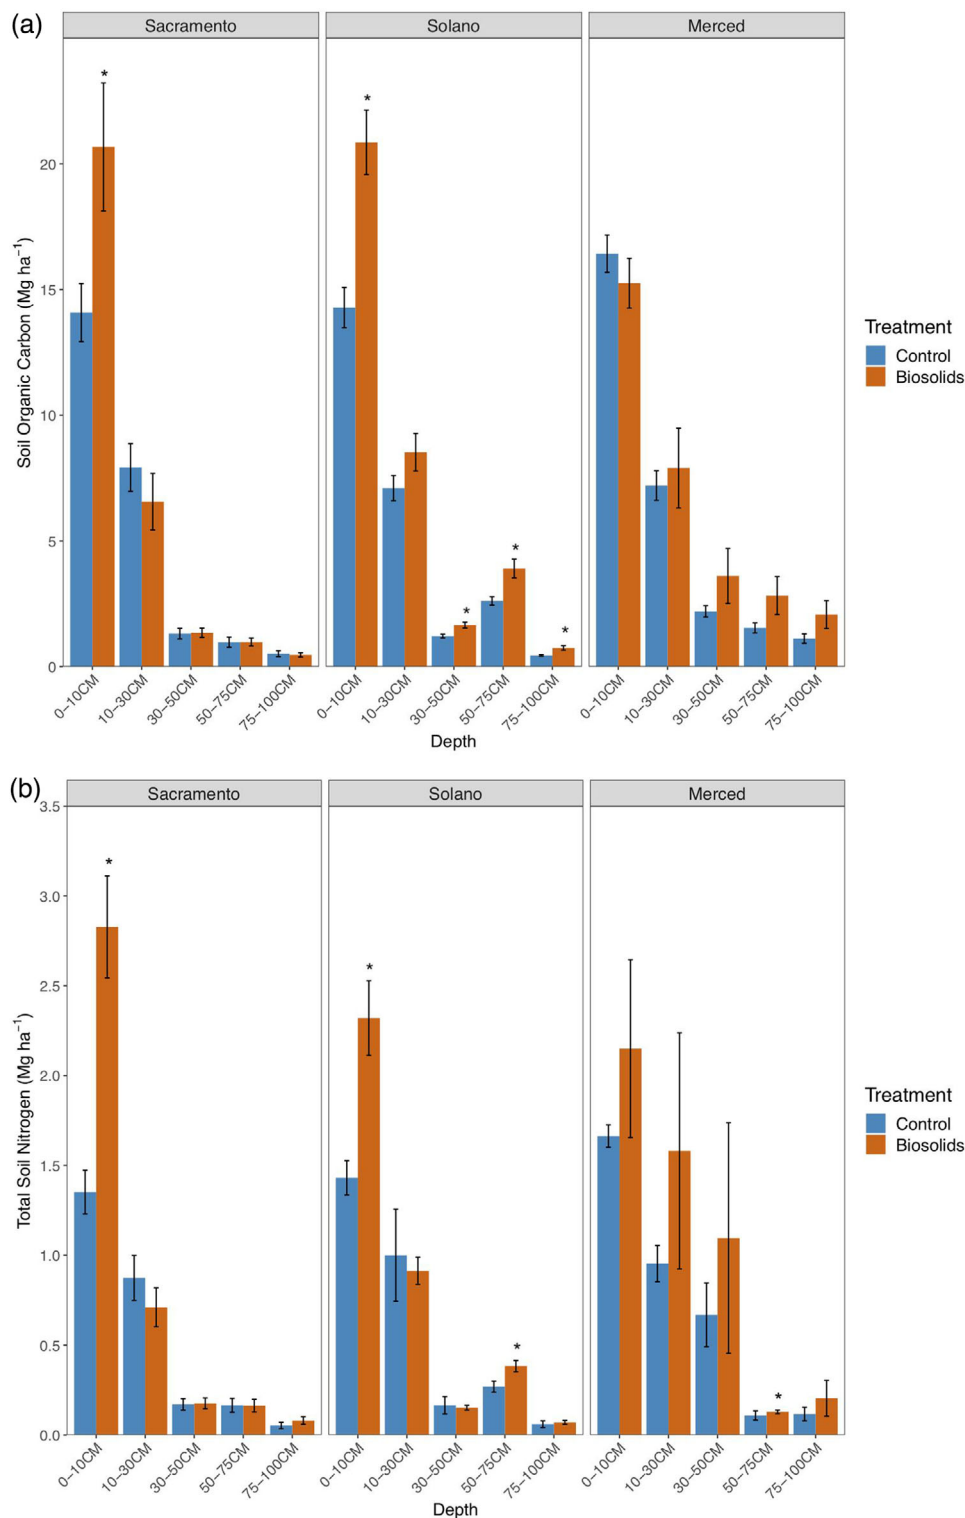 (a)
Sacramento Solano Merced
Soil Organic Carbon (Mg ha⁻¹)
20
15
10
5
0
* * * * *
0–10CM 10–30CM 30–50CM 50–75CM 75–100CM 0–10CM 10–30CM 30–50CM 50–75CM 75–100CM 0–10CM 10–30CM 30–50CM 50–75CM 75–100CM
Depth
Treatment
Control
Biosolids
(b)
Sacramento Solano Merced
Total Soil Nitrogen (Mg ha⁻¹)
3.5
3.0
2.5
2.0
1.5
1.0
0.5
0.0
* * * *
0–10CM 10–30CM 30–50CM 50–75CM 75–100CM 0–10CM 10–30CM 30–50CM 50–75CM 75–100CM 0–10CM 10–30CM 30–50CM 50–75CM 75–100CM
Depth
Treatment
Control
Biosolids